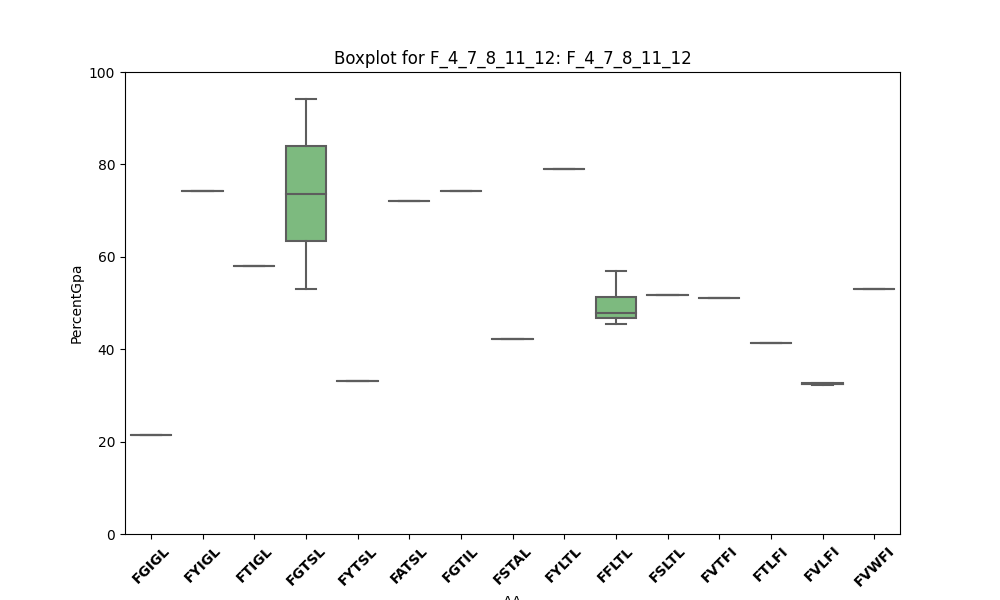 Boxplot for F_4_7_8_11_12: F_4_7_8_11_12
100
80
60
40
20
0
PercentGpa
FGIGL
FYIGL
FTIGL
FGTSL
FYTSL
FATSL
FGTIL
FSTAL
FYLTL
FFLTL
FSLTL
FVTFI
FTLFI
FVLFI
FVWFI
AA